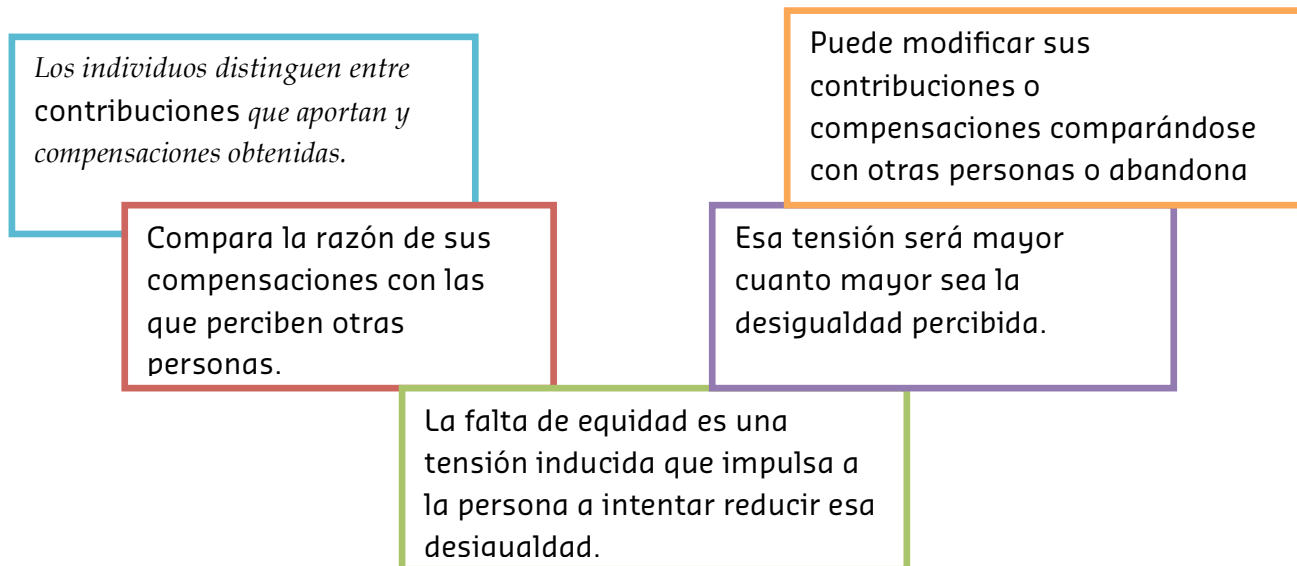 Los individuos distinguen entre
contribuciones que aportan y
compensaciones obtenidas.
Compara la razón de sus
compensaciones con las
que perciben otras
personas.
La falta de equidad es una
tensión inducida que impulsa a
la persona a intentar reducir esa
desigualdad.
Esa tensión será mayor
cuanto mayor sea la
desigualdad percibida.
Puede modificar sus
contribuciones o
compensaciones comparándose
con otras personas o abandona